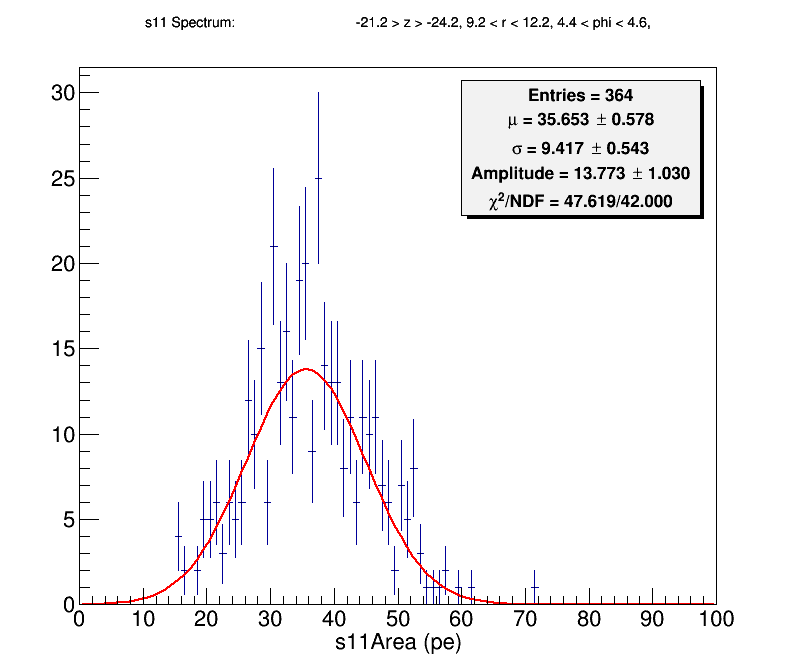 s11 Spectrum: -21.2 > z > -24.2, 9.2 < r < 12.2, 4.4 < phi < 4.6,
Entries = 364
μ = 35.653 ± 0.578
σ = 9.417 ± 0.543
Amplitude = 13.773 ± 1.030
χ²/NDF = 47.619/42.000
30
25
20
15
10
5
0
0 10 20 30 40 50 60 70 80 90 100
s11Area (pe)